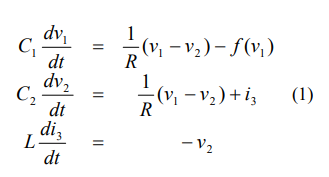 C₁ dv₁/dt = 1/R (v₁ − v₂) − f(v₁)
C₂ dv₂/dt = 1/R (v₁ − v₂) + i₃ (1)
L di₃/dt = − v₂